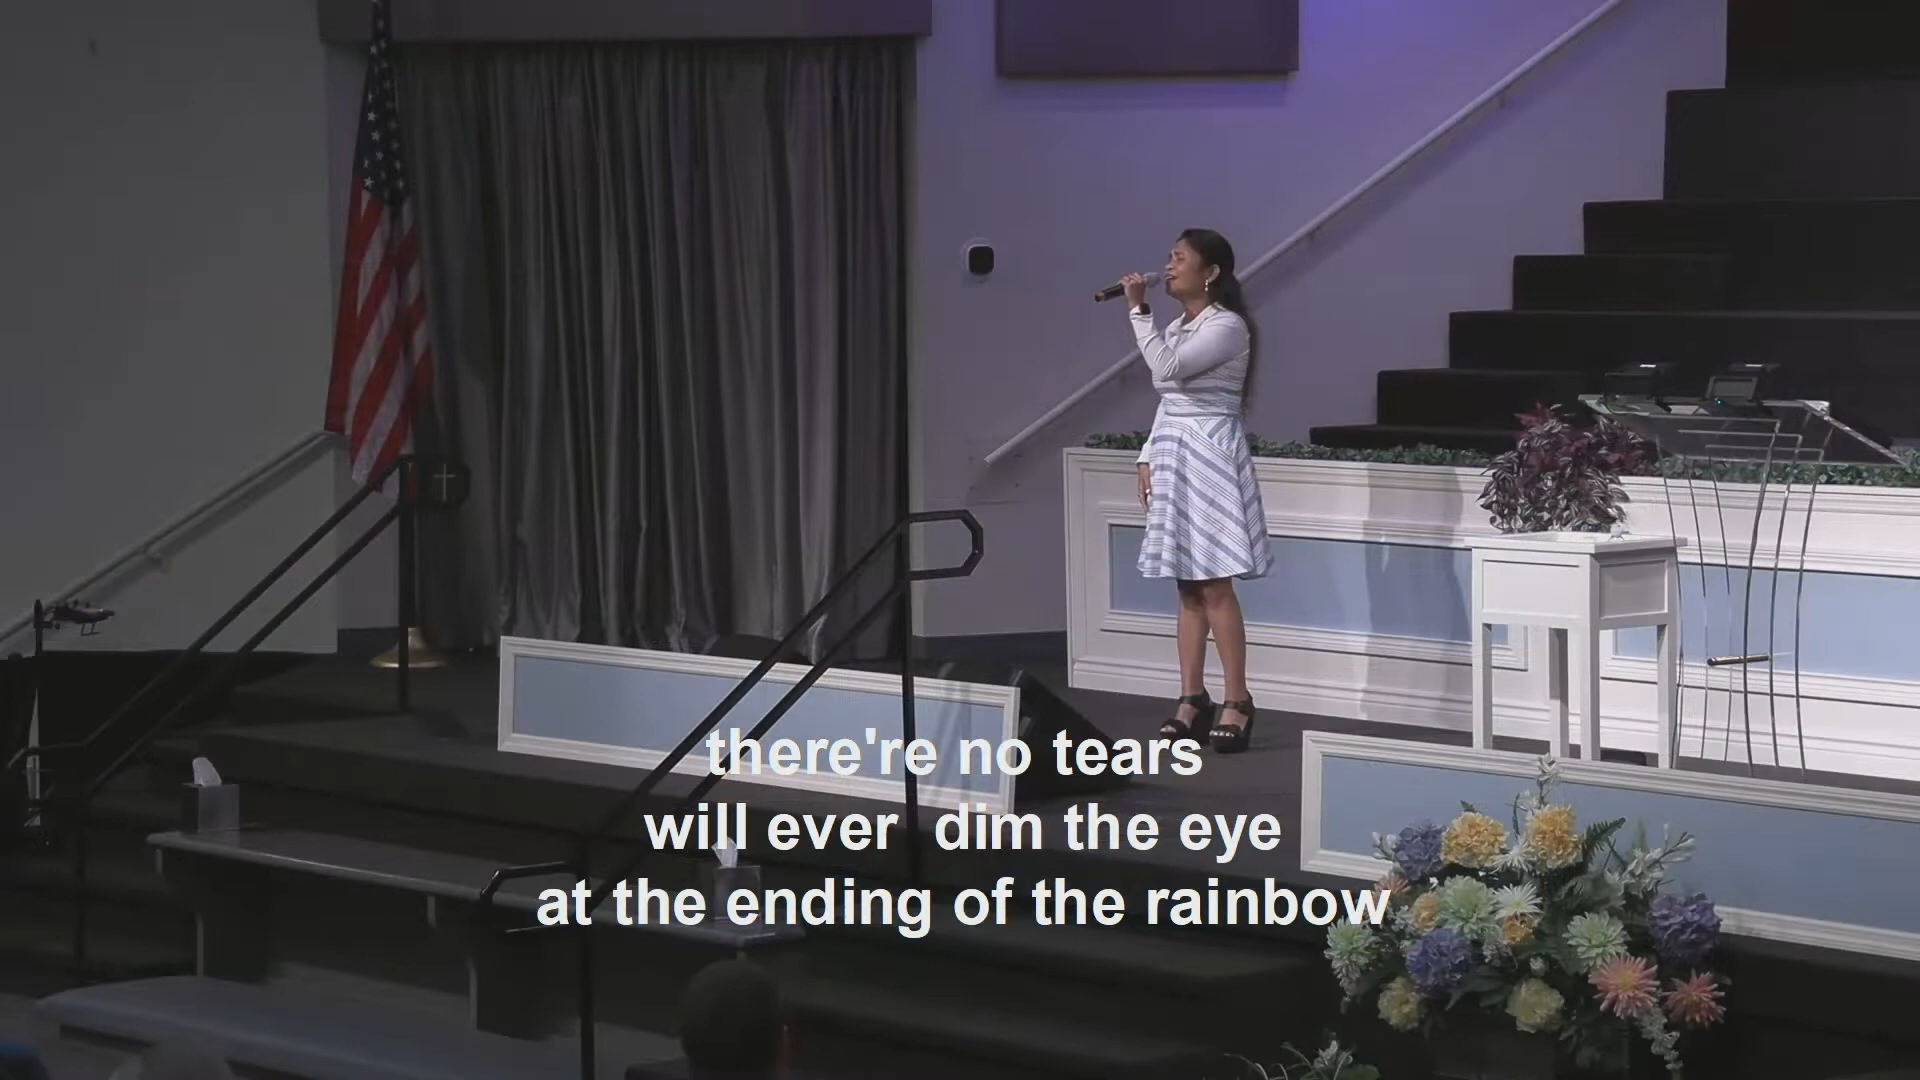 there're no tears
will ever  dim the eye
at the ending of the rainbow